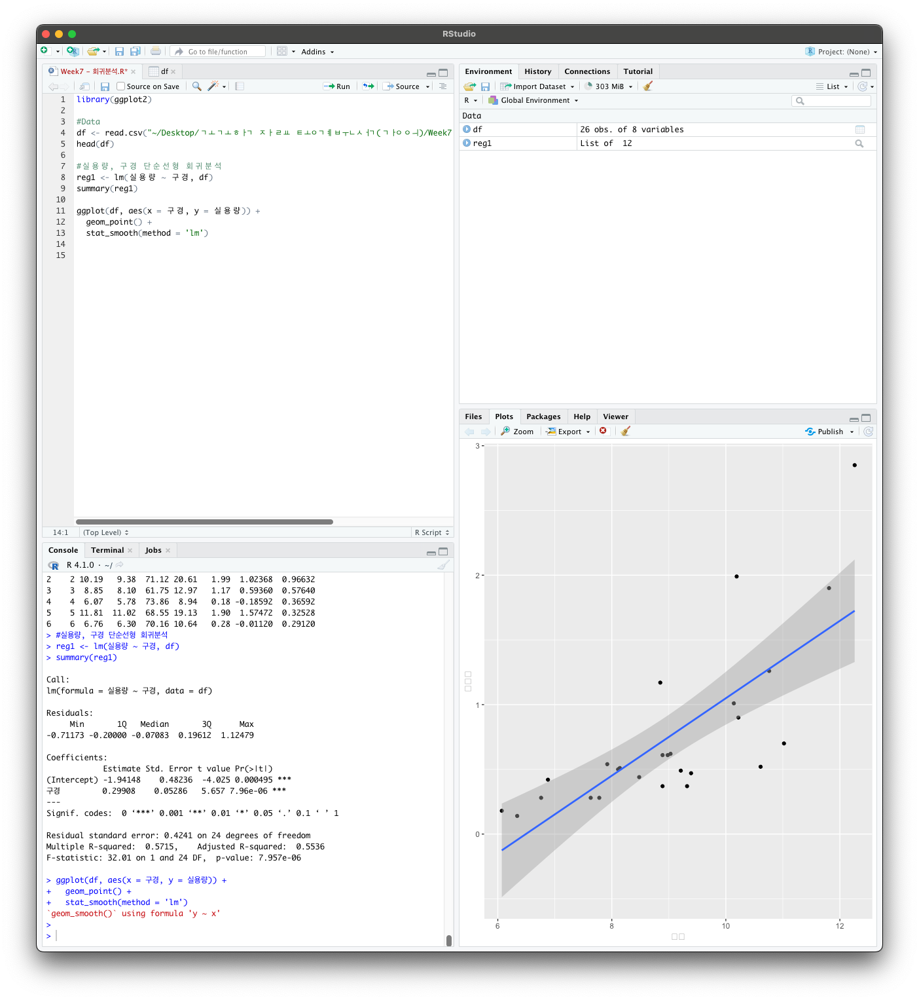 RStudio
Go to file/function
Addins
Project: (None)
Week7 - 회귀분석.R*
df
Source on Save
Run
Source
1 library(ggplot2)
2
3 #Data
4 df <- read.csv("~/Desktop/ㄱㅗㄱㅗㅎㅏㄱ ㅈㅏㄹㅛ ㅌㅗㅇㄱㅖㅂㅜㄴㅅㅓㄱ(ㄱㅏㅇㅇㅢ)/Week7
5 head(df)
6
7 #실용량, 구경 단순선형 회귀분석
8 reg1 <- lm(실용량 ~ 구경, df)
9 summary(reg1)
10
11 ggplot(df, aes(x = 구경, y = 실용량)) +
12 geom_point() +
13 stat_smooth(method = 'lm')
14
15
14:1
(Top Level)
R Script
Console
Terminal
Jobs
R 4.1.0 · ~/
2 2 10.19 9.38 71.12 20.61 1.99 1.02368 0.96632
3 3 8.85 8.10 61.75 12.97 1.17 0.59360 0.57640
4 4 6.07 5.78 73.86 8.94 0.18 -0.18592 0.36592
5 5 11.81 11.02 68.55 19.13 1.90 1.57472 0.32528
6 6 6.76 6.30 70.16 10.64 0.28 -0.01120 0.29120
> #실용량, 구경 단순선형 회귀분석
> reg1 <- lm(실용량 ~ 구경, df)
> summary(reg1)
Call:
lm(formula = 실용량 ~ 구경, data = df)
Residuals:
Min 1Q Median 3Q Max
-0.71173 -0.20000 -0.07083 0.19612 1.12479
Coefficients:
Estimate Std. Error t value Pr(>|t|)
(Intercept) -1.94148 0.48236 -4.025 0.000495 ***
구경 0.29908 0.05286 5.657 7.96e-06 ***
---
Signif. codes: 0 ‘***’ 0.001 ‘**’ 0.01 ‘*’ 0.05 ‘.’ 0.1 ‘ ’ 1
Residual standard error: 0.4241 on 24 degrees of freedom
Multiple R-squared: 0.5715, Adjusted R-squared: 0.5536
F-statistic: 32.01 on 1 and 24 DF, p-value: 7.957e-06
> ggplot(df, aes(x = 구경, y = 실용량)) +
+ geom_point() +
+ stat_smooth(method = 'lm')
`geom_smooth()` using formula 'y ~ x'
>
>
Environment
History
Connections
Tutorial
Import Dataset
303 MiB
List
R
Global Environment
Data
df 26 obs. of 8 variables
reg1 List of 12
Files
Plots
Packages
Help
Viewer
Zoom
Export
Publish
3
2
1
0
6
8
10
12